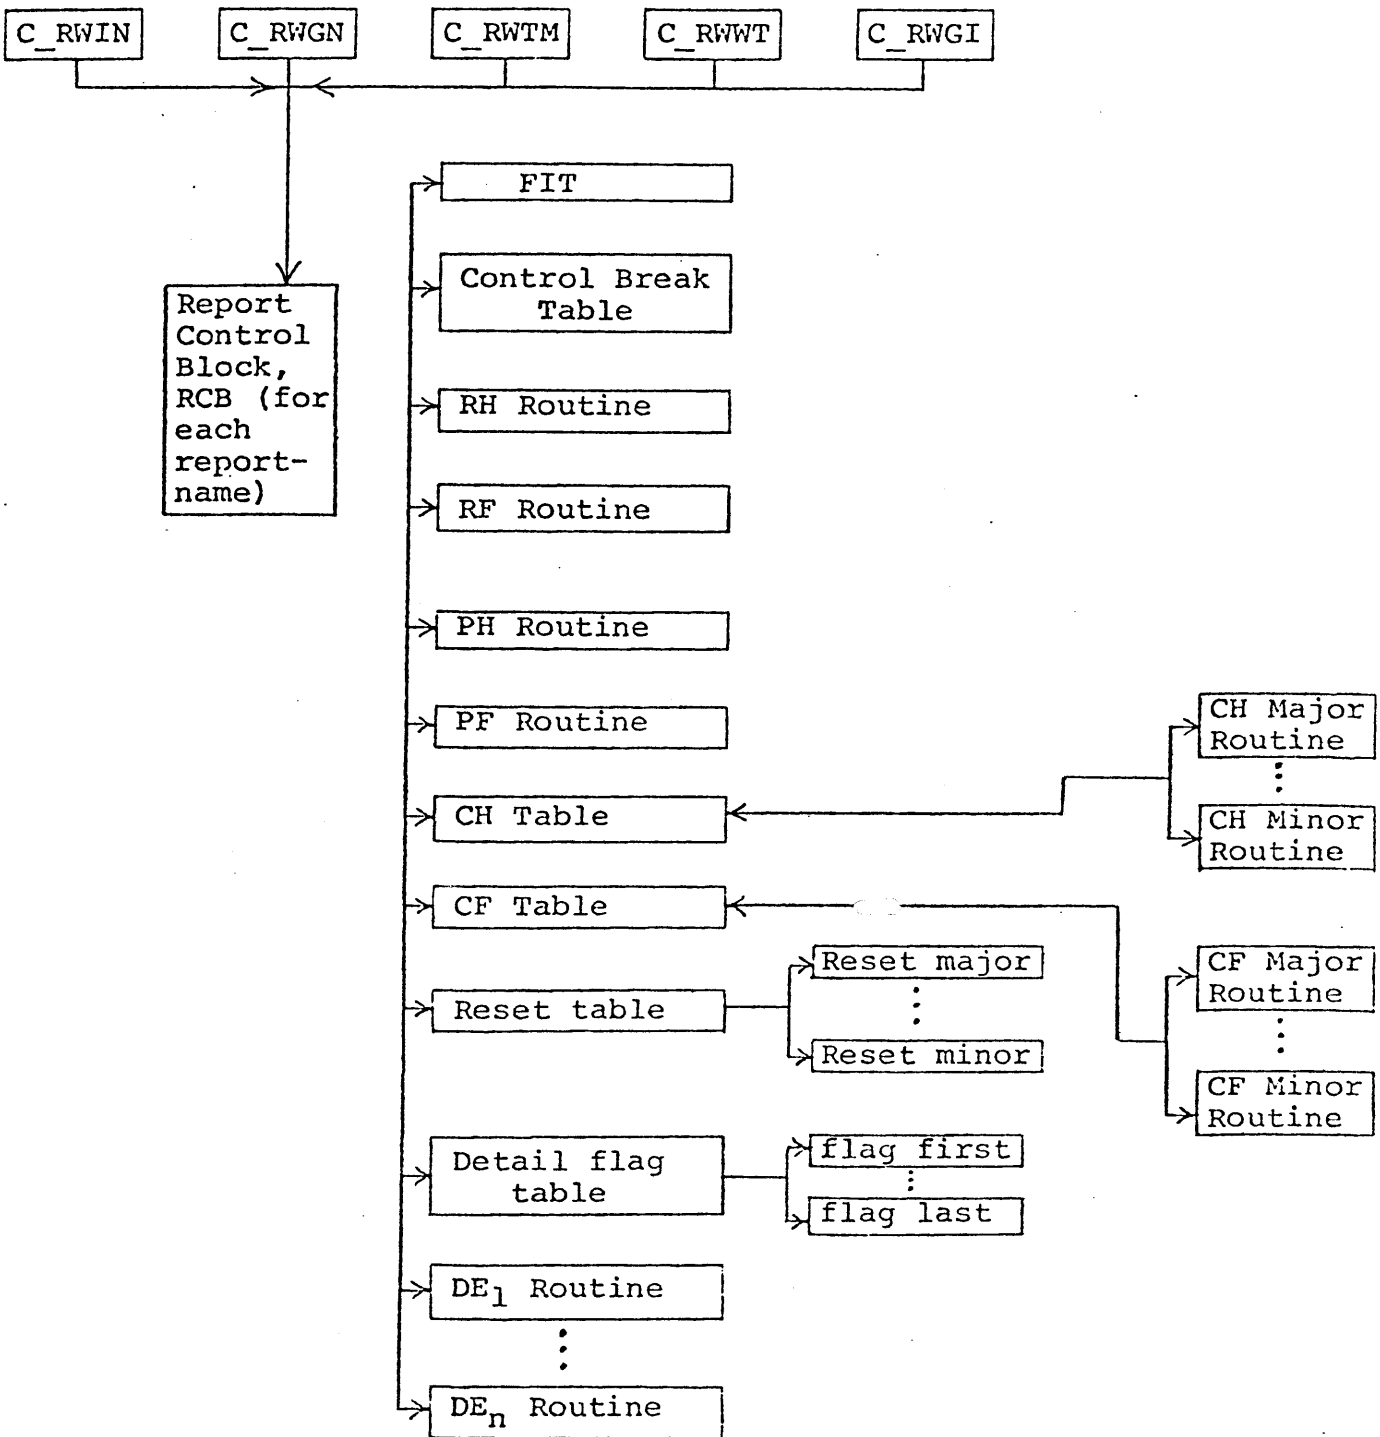 C_RWIN
C_RWGN
C_RWTM
C_RWWT
C_RWGI
Report
Control
Block,
RCB (for
each
report-
name)
FIT
Control Break
Table
RH Routine
RF Routine
PH Routine
PF Routine
CH Table
CH Major
Routine
CH Minor
Routine
CF Table
CF Major
Routine
CF Minor
Routine
Reset table
Reset major
Reset minor
Detail flag
table
flag first
flag last
DE1 Routine
DEn Routine